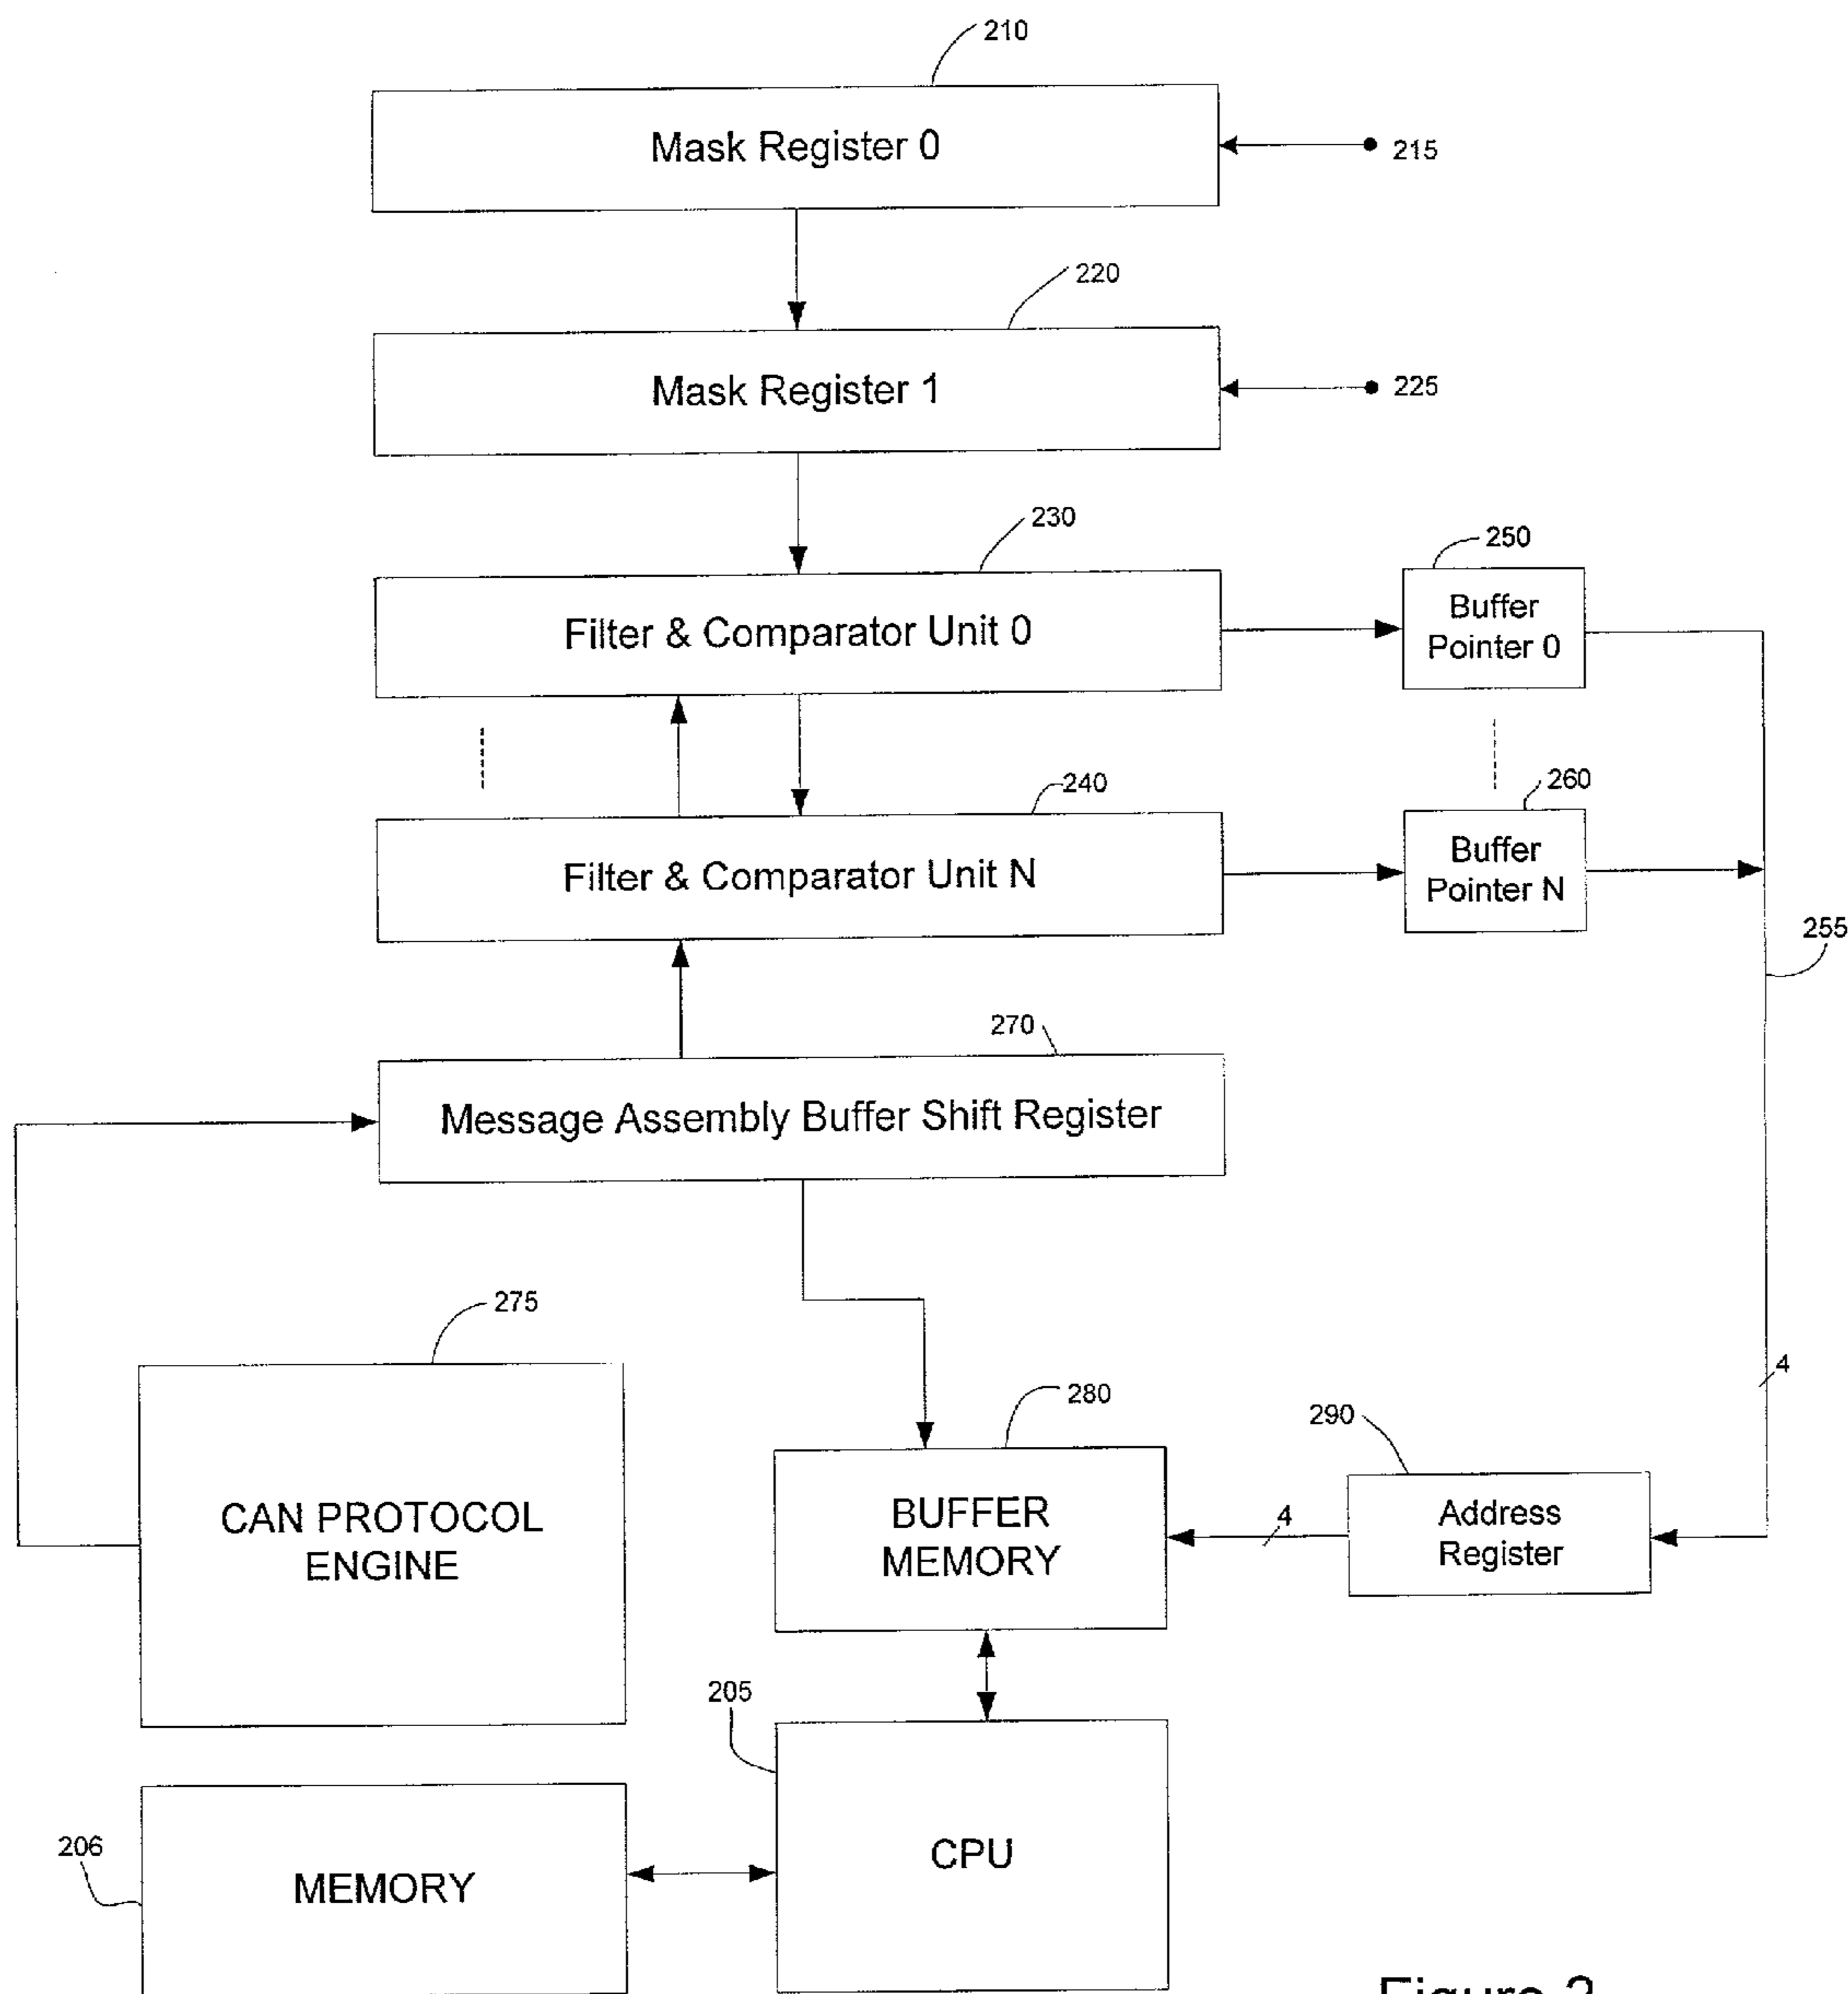 210
Mask Register 0
215
220
Mask Register 1
225
230
Filter & Comparator Unit 0
250
Buffer
Pointer 0
240
Filter & Comparator Unit N
260
Buffer
Pointer N
255
270
Message Assembly Buffer Shift Register
275
CAN PROTOCOL
ENGINE
280
BUFFER
MEMORY
4
290
Address
Register
4
205
CPU
206
MEMORY